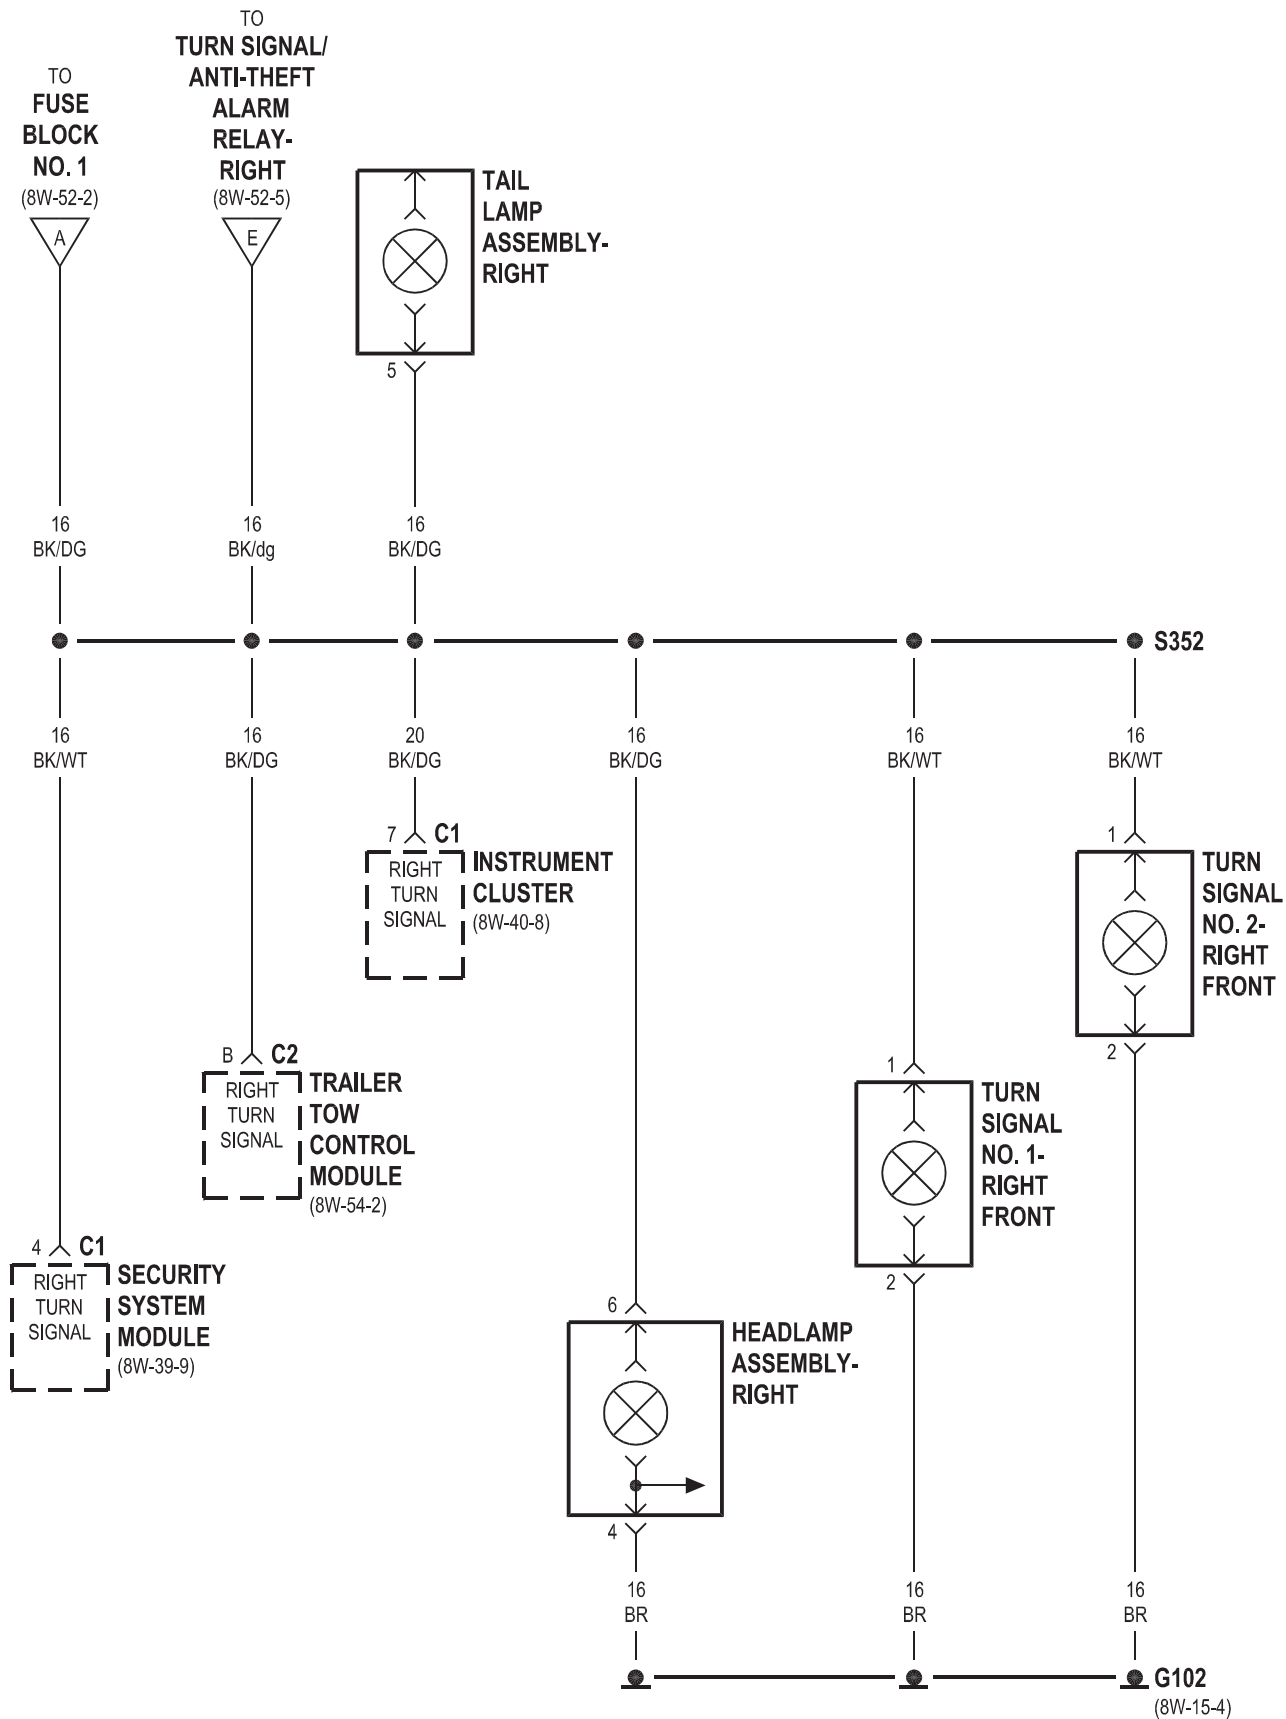 TO
FUSE
BLOCK
NO. 1
(8W-52-2)
A
TO
TURN SIGNAL/
ANTI-THEFT
ALARM
RELAY-
RIGHT
(8W-52-5)
E
TAIL
LAMP
ASSEMBLY-
RIGHT
5
16
BK/DG
16
BK/dg
16
BK/DG
S352
16
BK/WT
16
BK/DG
20
BK/DG
16
BK/DG
16
BK/WT
16
BK/WT
7 C1
RIGHT
TURN
SIGNAL
INSTRUMENT
CLUSTER
(8W-40-8)
1
TURN
SIGNAL
NO. 2-
RIGHT
FRONT
2
B C2
RIGHT
TURN
SIGNAL
TRAILER
TOW
CONTROL
MODULE
(8W-54-2)
1
TURN
SIGNAL
NO. 1-
RIGHT
FRONT
2
4 C1
RIGHT
TURN
SIGNAL
SECURITY
SYSTEM
MODULE
(8W-39-9)
6
HEADLAMP
ASSEMBLY-
RIGHT
4
16
BR
16
BR
16
BR
G102
(8W-15-4)